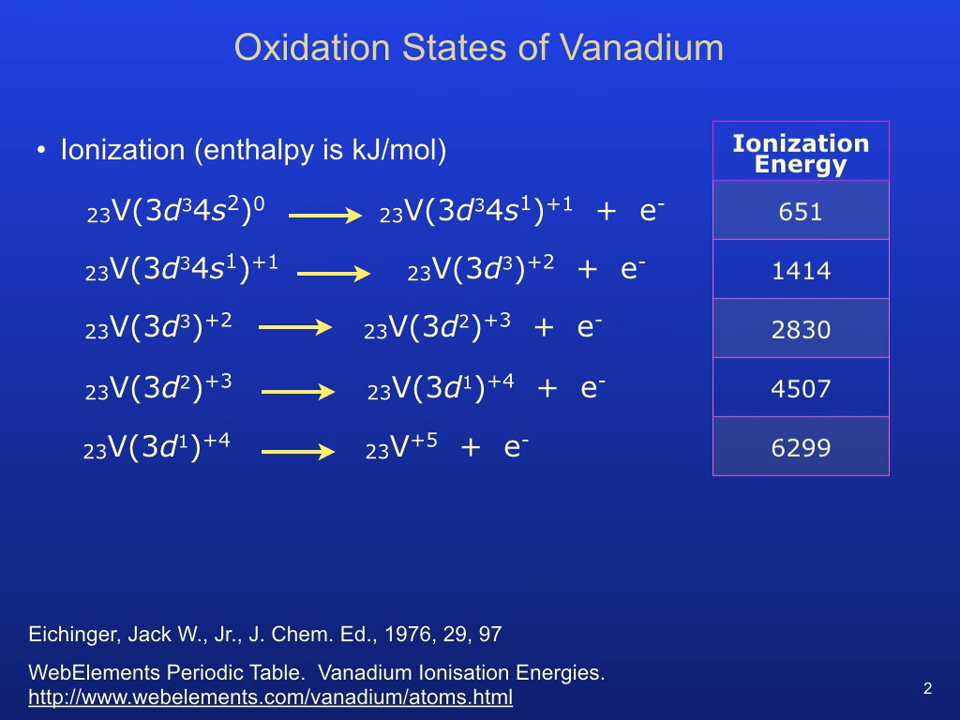 Oxidation States of Vanadium
• Ionization (enthalpy is kJ/mol)
Ionization
Energy
₂₃V(3d³4s²)⁰ → ₂₃V(3d³4s¹)⁺¹ + e⁻ 651
₂₃V(3d³4s¹)⁺¹ → ₂₃V(3d³)⁺² + e⁻ 1414
₂₃V(3d³)⁺² → ₂₃V(3d²)⁺³ + e⁻ 2830
₂₃V(3d²)⁺³ → ₂₃V(3d¹)⁺⁴ + e⁻ 4507
₂₃V(3d¹)⁺⁴ → ₂₃V⁺⁵ + e⁻ 6299
Eichinger, Jack W., Jr., J. Chem. Ed., 1976, 29, 97
WebElements Periodic Table. Vanadium Ionisation Energies.
http://www.webelements.com/vanadium/atoms.html
2